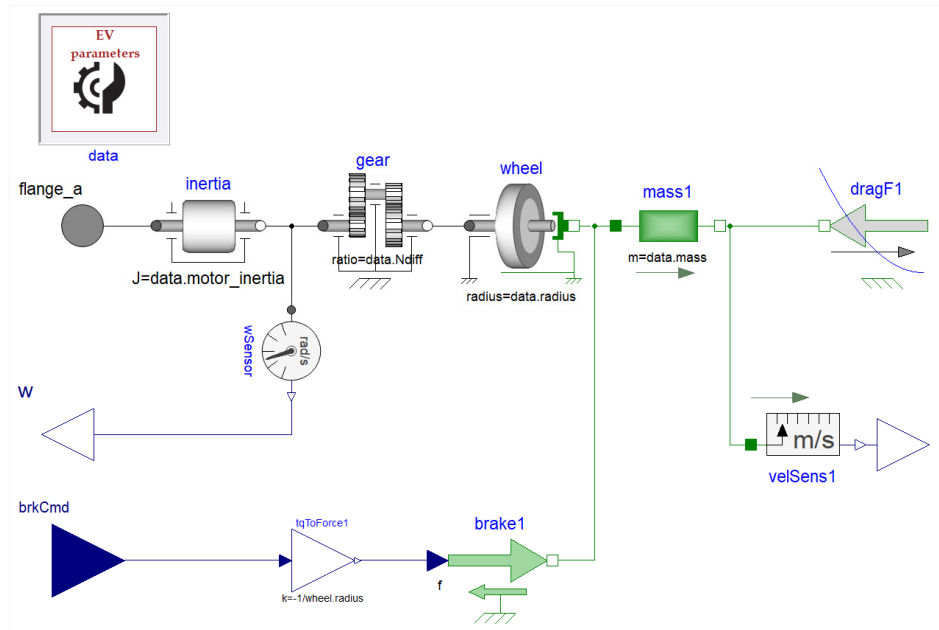 EV
parameters
data
flange_a
inertia
gear
wheel
mass1
dragF1
J=data.motor_inertia
ratio=data.Ndiff
radius=data.radius
m=data.mass
wSensor
rad/s
W
m/s
velSens1
brkCmd
tqToForce1
brake1
f
k=-1/wheel.radius